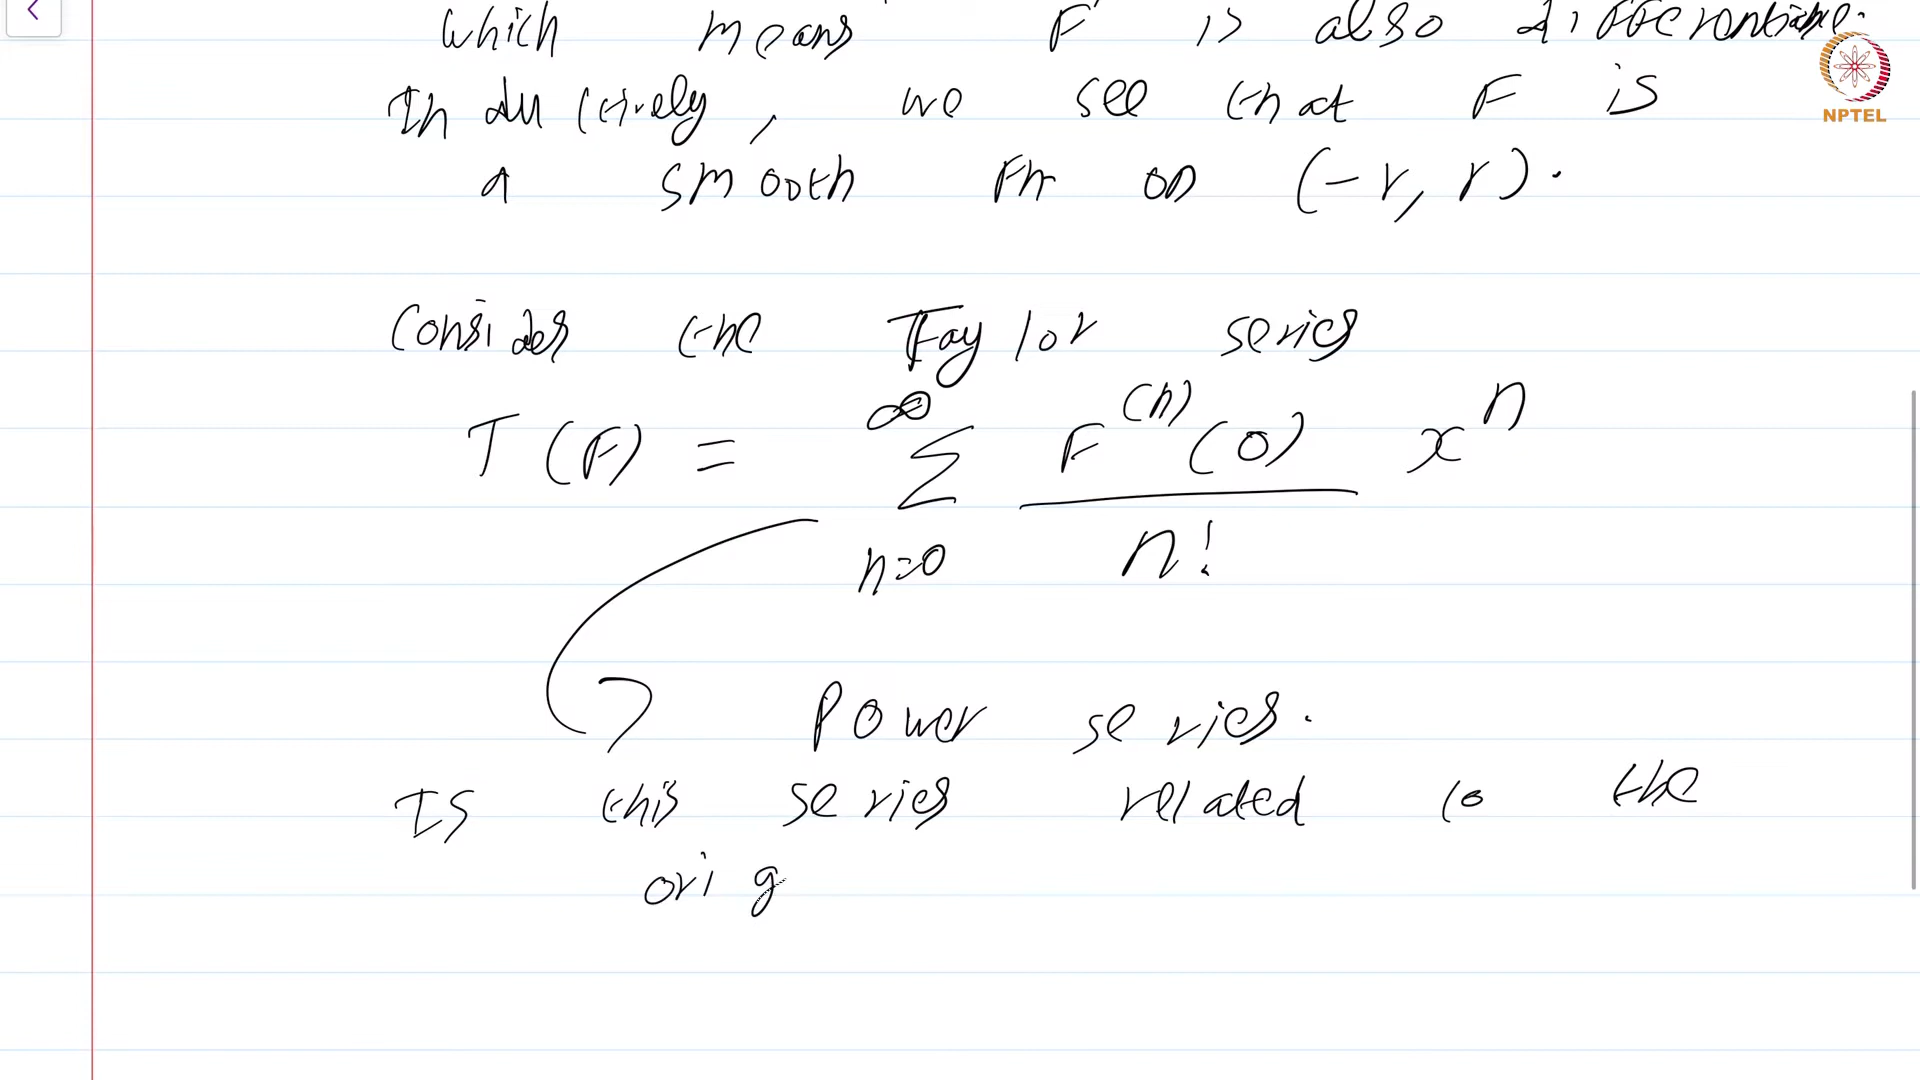 which means F' is also differentiable.
Inductively, we see that F is
a smooth Fn on (-r, r).
NPTEL
Consider the Taylor series
T(F) = ∞ Σ n=0 F^(n)(0) / n! x^n
Power series.
Is this series related to the
orig